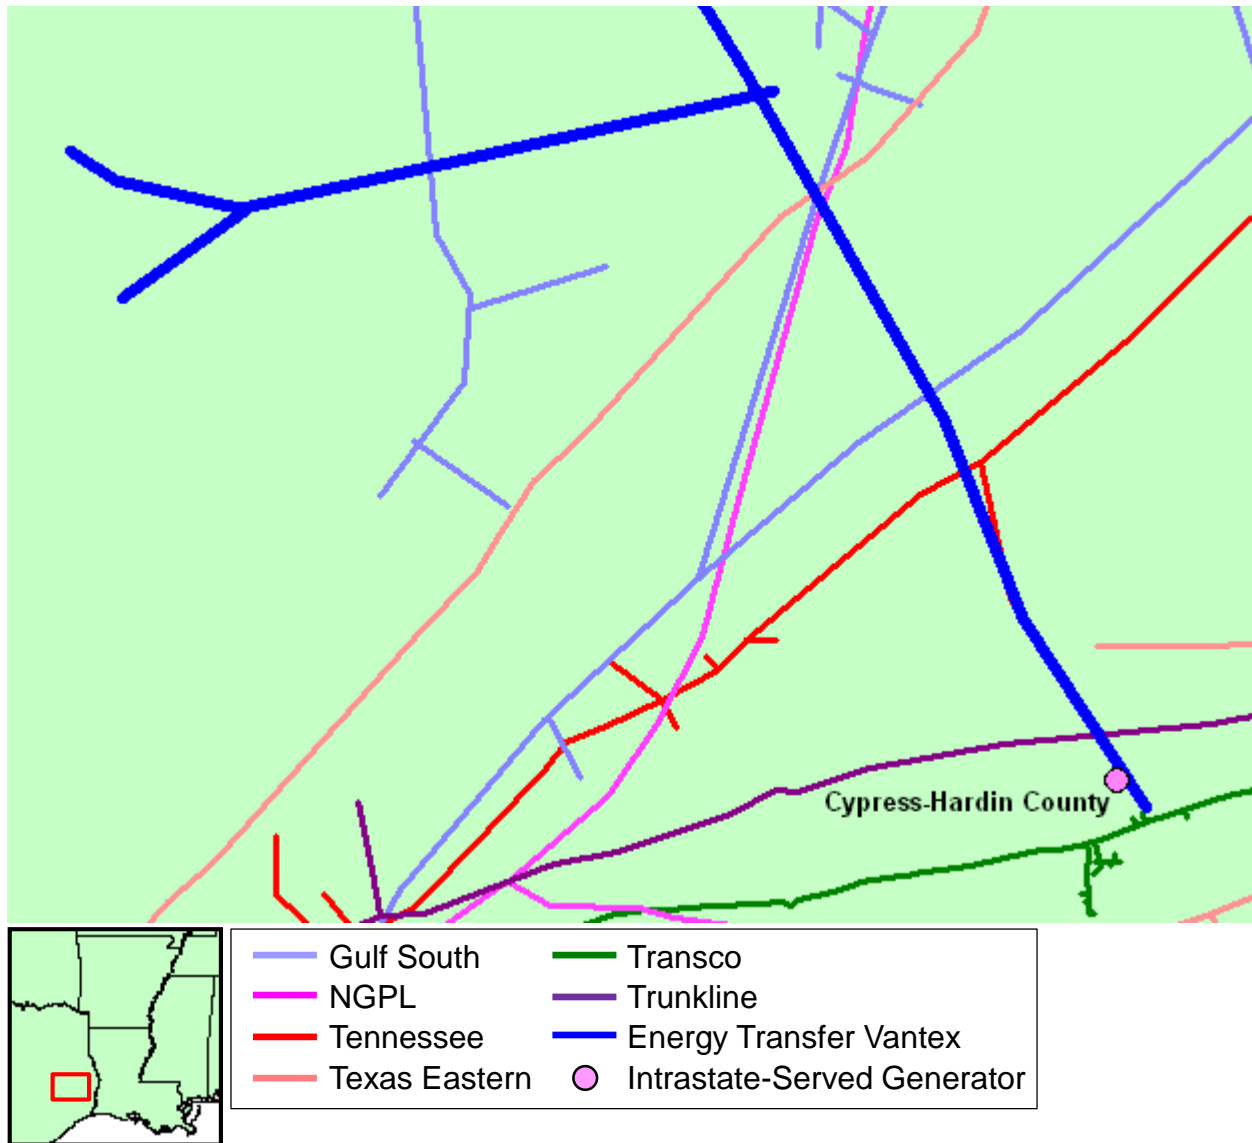 Cypress-Hardin County
Gulf South
Transco
NGPL
Trunkline
Tennessee
Energy Transfer Vantex
Texas Eastern
Intrastate-Served Generator